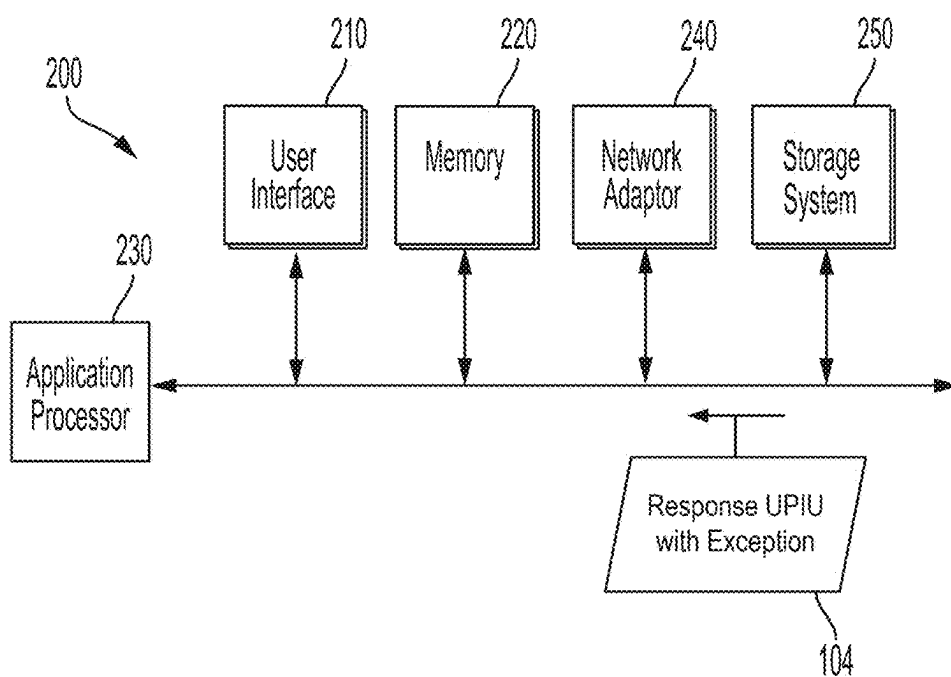 210
220
240
250
200
User
Interface
Memory
Network
Adaptor
Storage
System
230
Application
Processor
Response UPIU
with Exception
104